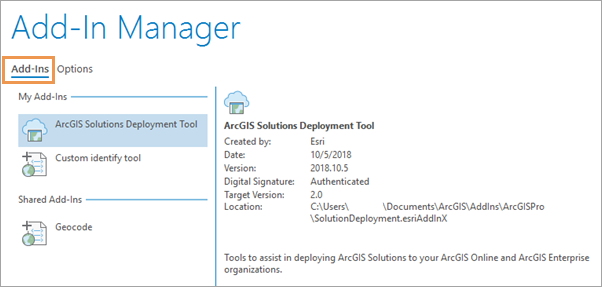 Add-In Manager
Add-Ins Options
My Add-Ins
ArcGIS Solutions Deployment Tool
Custom identify tool
Shared Add-Ins
Geocode
ArcGIS Solutions Deployment Tool
Created by: Esri
Date: 10/5/2018
Version: 2018.10.5
Digital Signature: Authenticated
Target Version: 2.0
Location: C:\Users\ \Documents\ArcGIS\AddIns\ArcGISPro
\SolutionDeployment.esriAddInX
Tools to assist in deploying ArcGIS Solutions to your ArcGIS Online and ArcGIS Enterprise
organizations.